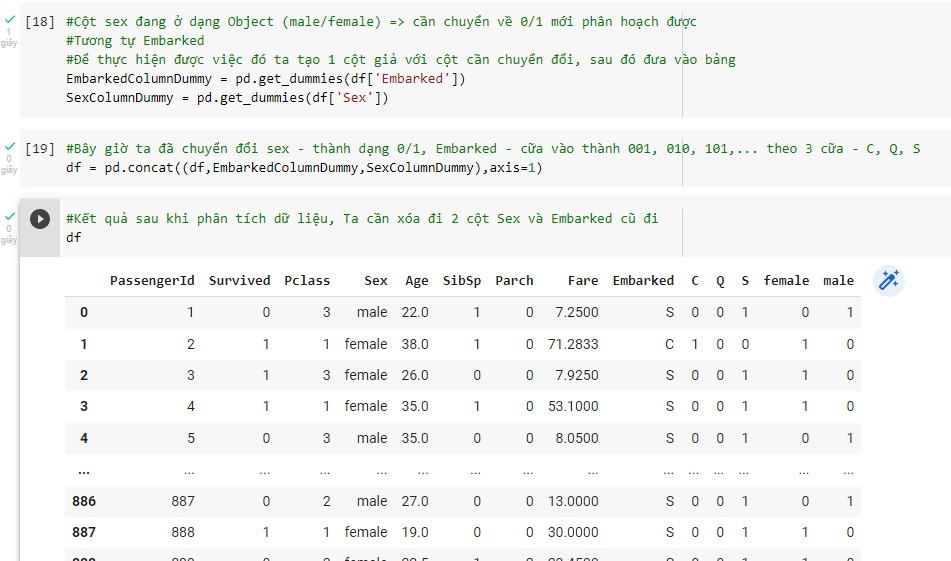 [18] #Cột sex đang ở dạng Object (male/female) => cần chuyển về 0/1 mới phân hoạch được
1
giây
#Tương tự Embarked
#Để thực hiện được việc đó ta tạo 1 cột giả với cột cần chuyển đổi, sau đó đưa vào bảng
EmbarkedColumnDummy = pd.get_dummies(df['Embarked'])
SexColumnDummy = pd.get_dummies(df['Sex'])
[19] #Bây giờ ta đã chuyển đổi sex - thành dạng 0/1, Embarked - cữa vào thành 001, 010, 101,... theo 3 cữa - C, Q, S
0
giây
df = pd.concat((df,EmbarkedColumnDummy,SexColumnDummy),axis=1)
#Kết quả sau khi phân tích dữ liệu, Ta cần xóa đi 2 cột Sex và Embarked cũ đi
0
giây
df
PassengerId Survived Pclass Sex Age SibSp Parch Fare Embarked C Q S female male
0 1 0 3 male 22.0 1 0 7.2500 S 0 0 1 0 1
1 2 1 1 female 38.0 1 0 71.2833 C 1 0 0 1 0
2 3 1 3 female 26.0 0 0 7.9250 S 0 0 1 1 0
3 4 1 1 female 35.0 1 0 53.1000 S 0 0 1 1 0
4 5 0 3 male 35.0 0 0 8.0500 S 0 0 1 0 1
... ... ... ... ... ... ... ... ... ... ... ... ... ... ...
886 887 0 2 male 27.0 0 0 13.0000 S 0 0 1 0 1
887 888 1 1 female 19.0 0 0 30.0000 S 0 0 1 1 0